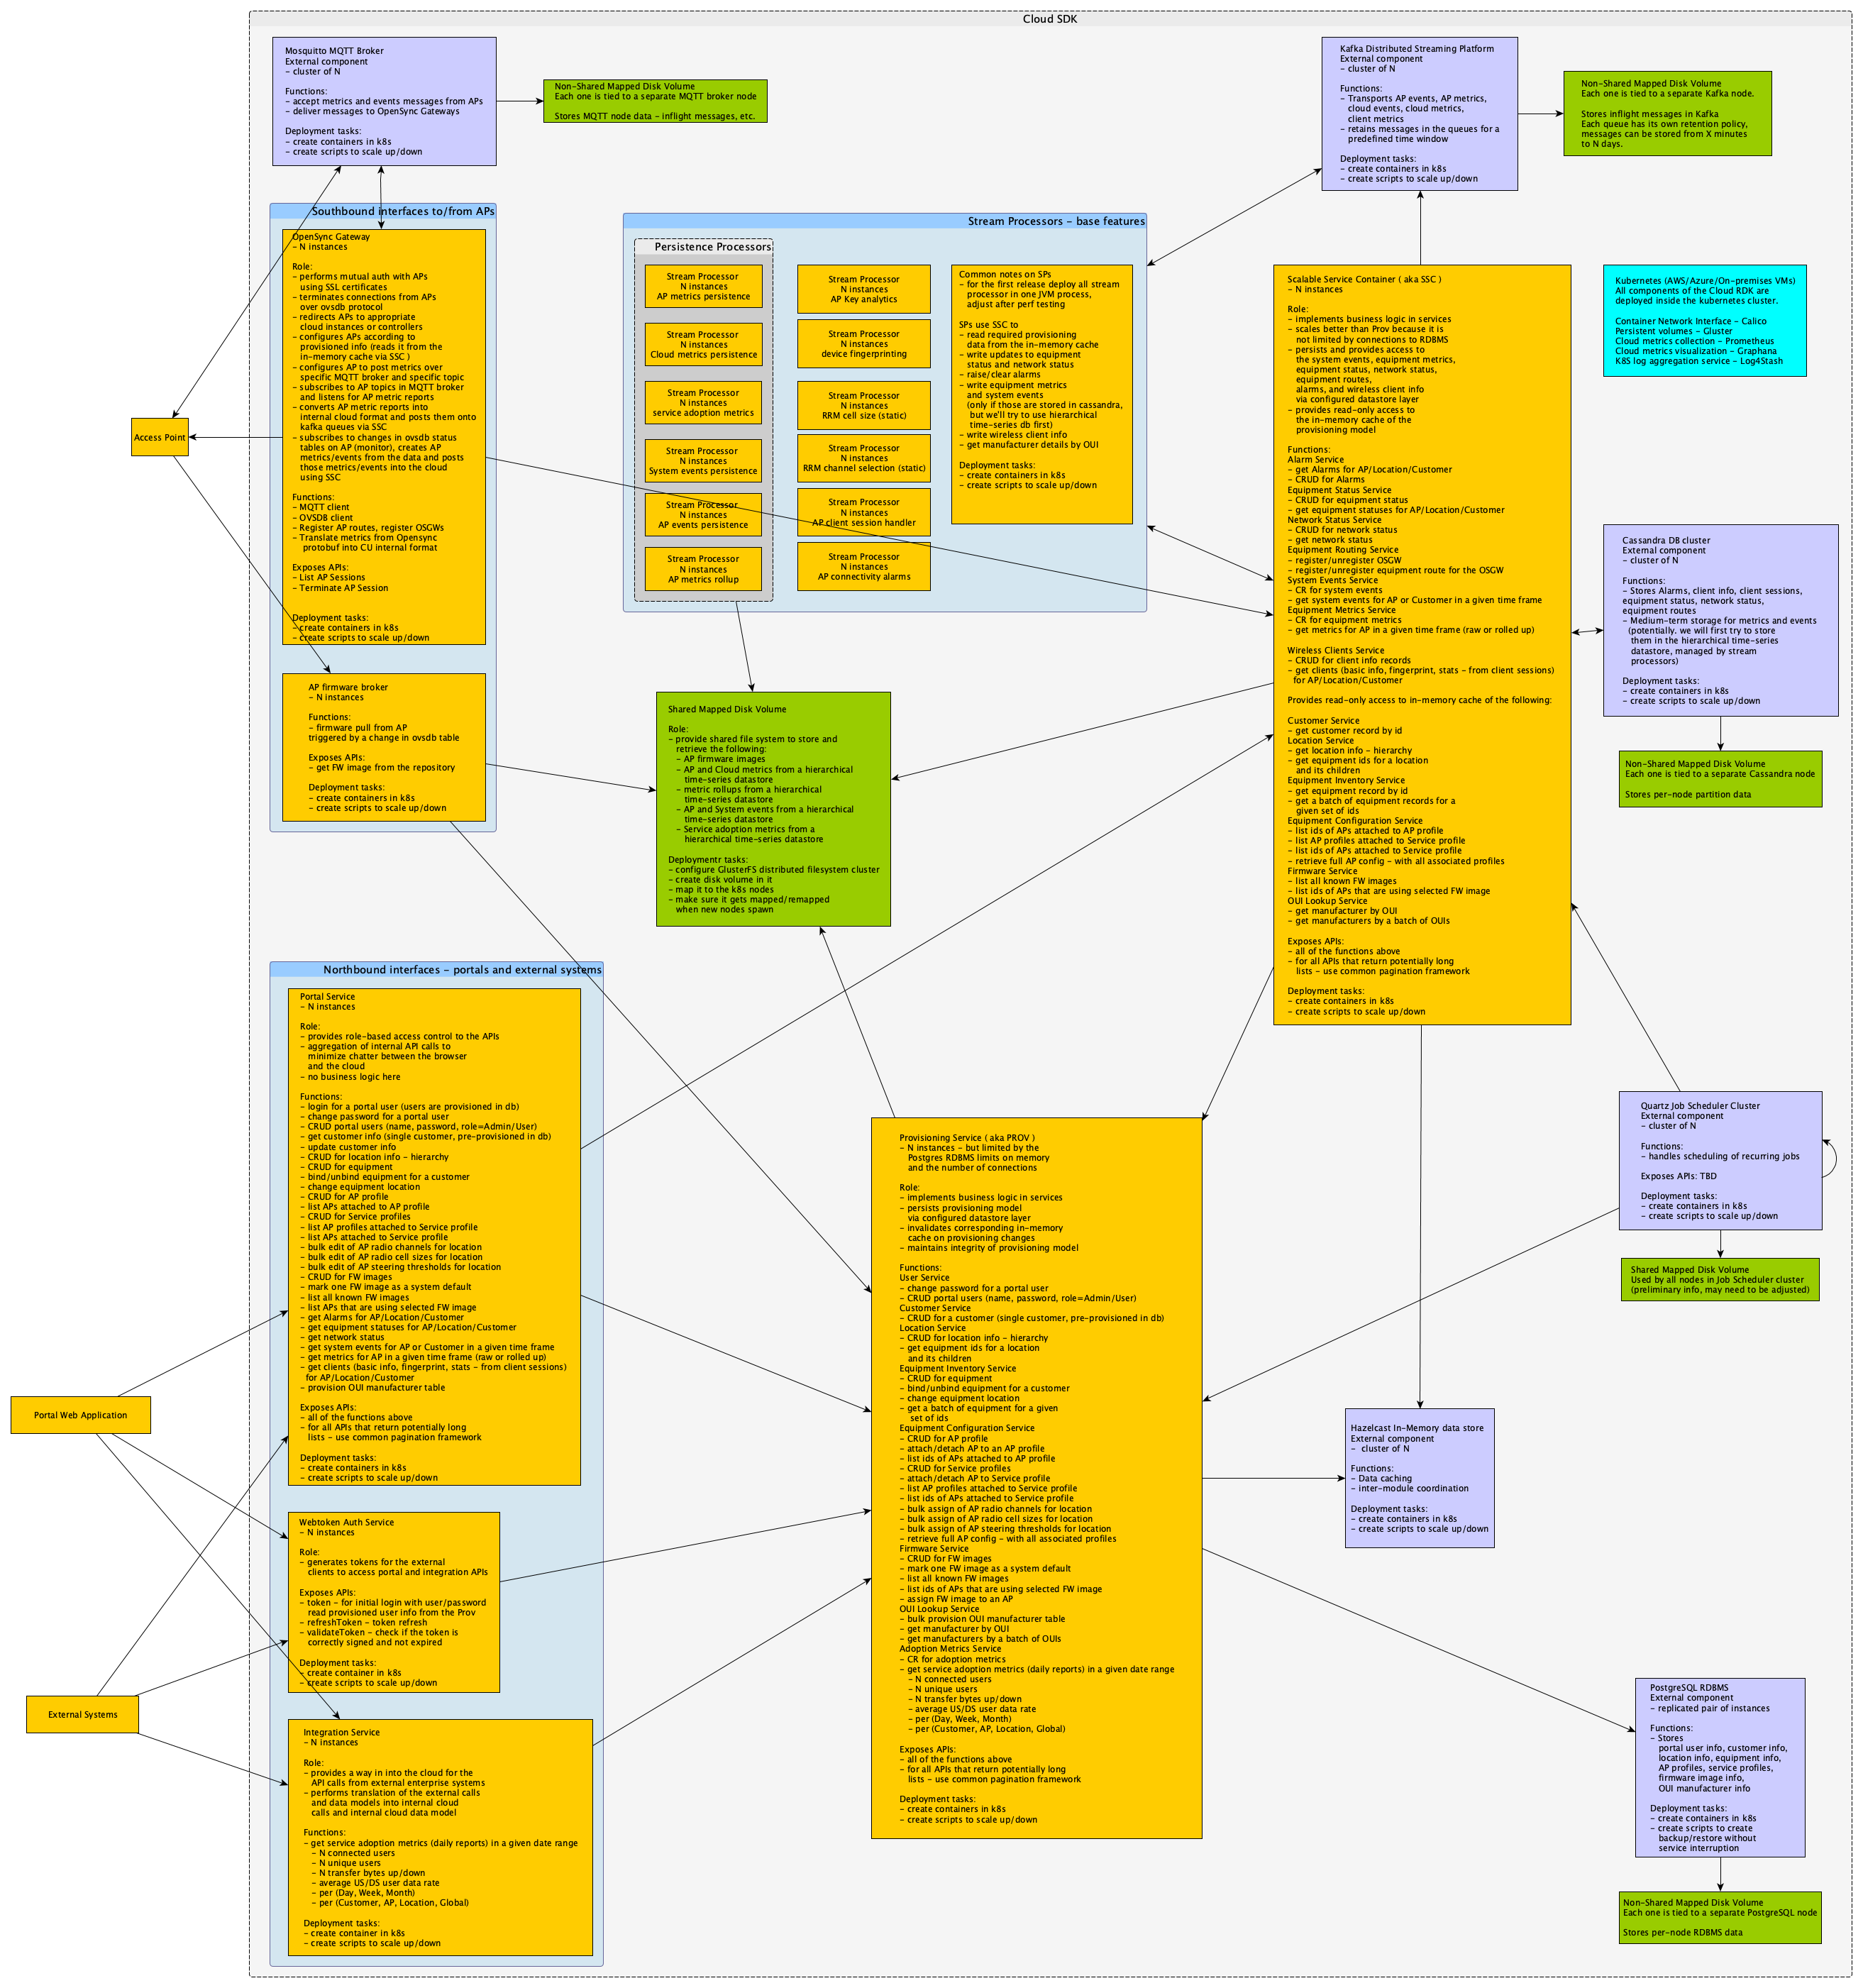 Cloud SDK
Mosquitto MQTT Broker
External component
- cluster of N
Functions:
- accept metrics and events messages from APs
- deliver messages to OpenSync Gateways
Deployment tasks:
- create containers in k8s
- create scripts to scale up/down
Non-Shared Mapped Disk Volume
Each one is tied to a separate MQTT broker node
Stores MQTT node data - inflight messages, etc.
Kafka Distributed Streaming Platform
External component
- cluster of N
Functions:
- Transports AP events, AP metrics,
cloud events, cloud metrics,
client metrics
- retains messages in the queues for a
predefined time window
Deployment tasks:
- create containers in k8s
- create scripts to scale up/down
Non-Shared Mapped Disk Volume
Each one is tied to a separate Kafka node.
Stores inflight messages in Kafka
Each queue has its own retention policy,
messages can be stored from X minutes
to N days.
Southbound interfaces to/from APs
OpenSync Gateway
- N instances
Role:
- performs mutual auth with APs
using SSL certificates
- terminates connections from APs
over ovsdb protocol
- redirects APs to appropriate
cloud instances or controllers
- configures APs according to
provisioned info (reads it from the
in-memory cache via SSC )
- configures AP to post metrics over
specific MQTT broker and specific topic
- subscribes to AP topics in MQTT broker
and listens for AP metric reports
- converts AP metric reports into
internal cloud format and posts them onto
kafka queues via SSC
- subscribes to changes in ovsdb status
tables on AP (monitor), creates AP
metrics/events from the data and posts
those metrics/events into the cloud
using SSC
Functions:
- MQTT client
- OVSDB client
- Register AP routes, register OSGWs
- Translate metrics from Opensync
protobuf into CU internal format
Exposes APIs:
- List AP Sessions
- Terminate AP Session
Deployment tasks:
- create containers in k8s
- create scripts to scale up/down
AP firmware broker
- N instances
Functions:
- firmware pull from AP
triggered by a change in ovsdb table
Exposes APIs:
- get FW image from the repository
Deployment tasks:
- create containers in k8s
- create scripts to scale up/down
Access Point
Stream Processors - base features
Persistence Processors
Stream Processor
N instances
AP metrics persistence
Stream Processor
N instances
Cloud metrics persistence
Stream Processor
N instances
service adoption metrics
Stream Processor
N instances
System events persistence
Stream Processor
N instances
AP events persistence
Stream Processor
N instances
AP metrics rollup
Stream Processor
N instances
AP Key analytics
Stream Processor
N instances
device fingerprinting
Stream Processor
N instances
RRM cell size (static)
Stream Processor
N instances
RRM channel selection (static)
Stream Processor
N instances
AP client session handler
Stream Processor
N instances
AP connectivity alarms
Common notes on SPs
- for the first release deploy all stream
processor in one JVM process,
adjust after perf testing
SPs use SSC to
- read required provisioning
data from the in-memory cache
- write updates to equipment
status and network status
- raise/clear alarms
- write equipment metrics
and system events
(only if those are stored in cassandra,
but we'll try to use hierarchical
time-series db first)
- write wireless client info
- get manufacturer details by OUI
Deployment tasks:
- create containers in k8s
- create scripts to scale up/down
Scalable Service Container ( aka SSC )
- N instances
Role:
- implements business logic in services
- scales better than Prov because it is
not limited by connections to RDBMS
- persists and provides access to
the system events, equipment metrics,
equipment status, network status,
equipment routes,
alarms, and wireless client info
via configured datastore layer
- provides read-only access to
the in-memory cache of the
provisioning model
Functions:
Alarm Service
- get Alarms for AP/Location/Customer
- CRUD for Alarms
Equipment Status Service
- CRUD for equipment status
- get equipment statuses for AP/Location/Customer
Network Status Service
- CRUD for network status
- get network status
Equipment Routing Service
- register/unregister OSGW
- register/unregister equipment route for the OSGW
System Events Service
- CR for system events
- get system events for AP or Customer in a given time frame
Equipment Metrics Service
- CR for equipment metrics
- get metrics for AP in a given time frame (raw or rolled up)
Wireless Clients Service
- CRUD for client info records
- get clients (basic info, fingerprint, stats - from client sessions)
for AP/Location/Customer
Provides read-only access to in-memory cache of the following:
Customer Service
- get customer record by id
Location Service
- get location info - hierarchy
- get equipment ids for a location
and its children
Equipment Inventory Service
- get equipment record by id
- get a batch of equipment records for a
given set of ids
Equipment Configuration Service
- list ids of APs attached to AP profile
- list AP profiles attached to Service profile
- list ids of APs attached to Service profile
- retrieve full AP config - with all associated profiles
Firmware Service
- list all known FW images
- list ids of APs that are using selected FW image
OUI Lookup Service
- get manufacturer by OUI
- get manufacturers by a batch of OUIs
Exposes APIs:
- all of the functions above
- for all APIs that return potentially long
lists - use common pagination framework
Deployment tasks:
- create containers in k8s
- create scripts to scale up/down
Kubernetes (AWS/Azure/On-premises VMs)
All components of the Cloud RDK are
deployed inside the kubernetes cluster.
Container Network Interface - Calico
Persistent volumes - Gluster
Cloud metrics collection - Prometheus
Cloud metrics visualization - Graphana
K8S log aggregation service - Log4Stash
Cassandra DB cluster
External component
- cluster of N
Functions:
- Stores Alarms, client info, client sessions,
equipment status, network status,
equipment routes
- Medium-term storage for metrics and events
(potentially. we will first try to store
them in the hierarchical time-series
datastore, managed by stream
processors)
Deployment tasks:
- create containers in k8s
- create scripts to scale up/down
Non-Shared Mapped Disk Volume
Each one is tied to a separate Cassandra node
Stores per-node partition data
Shared Mapped Disk Volume
Role:
- provide shared file system to store and
retrieve the following:
- AP firmware images
- AP and Cloud metrics from a hierarchical
time-series datastore
- metric rollups from a hierarchical
time-series datastore
- AP and System events from a hierarchical
time-series datastore
- Service adoption metrics from a
hierarchical time-series datastore
Deploymentr tasks:
- configure GlusterFS distributed filesystem cluster
- create disk volume in it
- map it to the k8s nodes
- make sure it gets mapped/remapped
when new nodes spawn
Northbound interfaces - portals and external systems
Portal Service
- N instances
Role:
- provides role-based access control to the APIs
- aggregation of internal API calls to
minimize chatter between the browser
and the cloud
- no business logic here
Functions:
- login for a portal user (users are provisioned in db)
- change password for a portal user
- CRUD portal users (name, password, role=Admin/User)
- get customer info (single customer, pre-provisioned in db)
- update customer info
- CRUD for location info - hierarchy
- CRUD for equipment
- bind/unbind equipment for a customer
- change equipment location
- CRUD for AP profile
- list APs attached to AP profile
- CRUD for Service profiles
- list AP profiles attached to Service profile
- list APs attached to Service profile
- bulk edit of AP radio channels for location
- bulk edit of AP radio cell sizes for location
- bulk edit of AP steering thresholds for location
- CRUD for FW images
- mark one FW image as a system default
- list all known FW images
- list APs that are using selected FW image
- get Alarms for AP/Location/Customer
- get equipment statuses for AP/Location/Customer
- get network status
- get system events for AP or Customer in a given time frame
- get metrics for AP in a given time frame (raw or rolled up)
- get clients (basic info, fingerprint, stats - from client sessions)
for AP/Location/Customer
- provision OUI manufacturer table
Exposes APIs:
- all of the functions above
- for all APIs that return potentially long
lists - use common pagination framework
Deployment tasks:
- create containers in k8s
- create scripts to scale up/down
Portal Web Application
External Systems
Webtoken Auth Service
- N instances
Role:
- generates tokens for the external
clients to access portal and integration APIs
Exposes APIs:
- token - for initial login with user/password
read provisioned user info from the Prov
- refreshToken - token refresh
- validateToken - check if the token is
correctly signed and not expired
Deployment tasks:
- create container in k8s
- create scripts to scale up/down
Integration Service
- N instances
Role:
- provides a way in into the cloud for the
API calls from external enterprise systems
- performs translation of the external calls
and data models into internal cloud
calls and internal cloud data model
Functions:
- get service adoption metrics (daily reports) in a given date range
- N connected users
- N unique users
- N transfer bytes up/down
- average US/DS user data rate
- per (Day, Week, Month)
- per (Customer, AP, Location, Global)
Deployment tasks:
- create container in k8s
- create scripts to scale up/down
Provisioning Service ( aka PROV )
- N instances - but limited by the
Postgres RDBMS limits on memory
and the number of connections
Role:
- implements business logic in services
- persists provisioning model
via configured datastore layer
- invalidates corresponding in-memory
cache on provisioning changes
- maintains integrity of provisioning model
Functions:
User Service
- change password for a portal user
- CRUD portal users (name, password, role=Admin/User)
Customer Service
- CRUD for a customer (single customer, pre-provisioned in db)
Location Service
- CRUD for location info - hierarchy
- get equipment ids for a location
and its children
Equipment Inventory Service
- CRUD for equipment
- bind/unbind equipment for a customer
- change equipment location
- get a batch of equipment for a given
set of ids
Equipment Configuration Service
- CRUD for AP profile
- attach/detach AP to an AP profile
- list ids of APs attached to AP profile
- CRUD for Service profiles
- attach/detach AP to Service profile
- list AP profiles attached to Service profile
- list ids of APs attached to Service profile
- bulk assign of AP radio channels for location
- bulk assign of AP radio cell sizes for location
- bulk assign of AP steering thresholds for location
- retrieve full AP config - with all associated profiles
Firmware Service
- CRUD for FW images
- mark one FW image as a system default
- list all known FW images
- list ids of APs that are using selected FW image
- assign FW image to an AP
OUI Lookup Service
- bulk provision OUI manufacturer table
- get manufacturer by OUI
- get manufacturers by a batch of OUIs
Adoption Metrics Service
- CR for adoption metrics
- get service adoption metrics (daily reports) in a given date range
- N connected users
- N unique users
- N transfer bytes up/down
- average US/DS user data rate
- per (Day, Week, Month)
- per (Customer, AP, Location, Global)
Exposes APIs:
- all of the functions above
- for all APIs that return potentially long
lists - use common pagination framework
Deployment tasks:
- create containers in k8s
- create scripts to scale up/down
Quartz Job Scheduler Cluster
External component
- cluster of N
Functions:
- handles scheduling of recurring jobs
Exposes APIs: TBD
Deployment tasks:
- create containers in k8s
- create scripts to scale up/down
Shared Mapped Disk Volume
Used by all nodes in Job Scheduler cluster
(preliminary info, may need to be adjusted)
Hazelcast In-Memory data store
External component
- cluster of N
Functions:
- Data caching
- inter-module coordination
Deployment tasks:
- create containers in k8s
- create scripts to scale up/down
PostgreSQL RDBMS
External component
- replicated pair of instances
Functions:
- Stores
portal user info, customer info,
location info, equipment info,
AP profiles, service profiles,
firmware image info,
OUI manufacturer info
Deployment tasks:
- create containers in k8s
- create scripts to create
backup/restore without
service interruption
Non-Shared Mapped Disk Volume
Each one is tied to a separate PostgreSQL node
Stores per-node RDBMS data